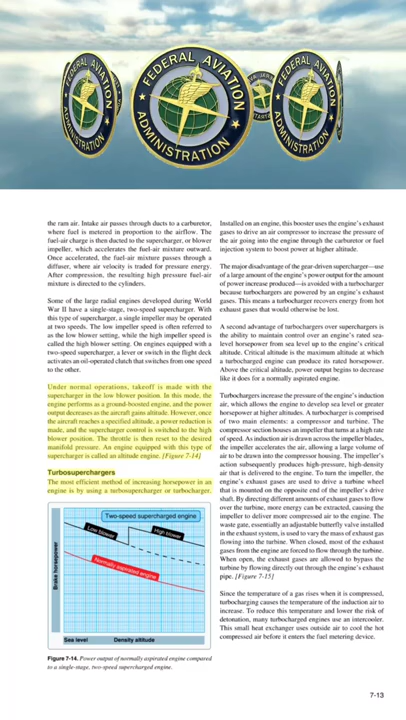 FEDERAL AVIATION
ADMINISTRATION
FEDERAL AVIATION
ADMINISTRATION
FEDERAL AVIATION
ADMINISTRATION
the ram air. Intake air passes through ducts to a carburetor,
where fuel is metered in proportion to the airflow. The
fuel-air charge is then ducted to the supercharger, or blower
impeller, which accelerates the fuel-air mixture outward.
Once accelerated, the fuel-air mixture passes through a
diffuser, where air velocity is traded for pressure energy.
After compression, the resulting high pressure fuel-air
mixture is directed to the cylinders.
Some of the large radial engines developed during World
War II have a single-stage, two-speed supercharger. With
this type of supercharger, a single impeller may be operated
at two speeds. The low impeller speed is often referred to
as the low blower setting, while the high impeller speed is
called the high blower setting. On engines equipped with a
two-speed supercharger, a lever or switch in the flight deck
activates an oil-operated clutch that switches from one speed
to the other.
Under normal operations, takeoff is made with the
supercharger in the low blower position. In this mode, the
engine performs as a ground-boosted engine, and the power
output decreases as the aircraft gains altitude. However, once
the aircraft reaches a specified altitude, a power reduction is
made, and the supercharger control is switched to the high
blower position. The throttle is then reset to the desired
manifold pressure. An engine equipped with this type of
supercharger is called an altitude engine. [Figure 7-14]
Turbosuperchargers
The most efficient method of increasing horsepower in an
engine is by using a turbosupercharger or turbocharger.
Two-speed supercharged engine
Low blower
High blower
Normally aspirated engine
Brake horsepower
Sea level
Density altitude
Figure 7-14. Power output of normally aspirated engine compared
to a single-stage, two-speed supercharged engine.
Installed on an engine, this booster uses the engine's exhaust
gases to drive an air compressor to increase the pressure of
the air going into the engine through the carburetor or fuel
injection system to boost power at higher altitude.
The major disadvantage of the gear-driven supercharger—use
of a large amount of the engine's power output for the amount
of power increase produced—is avoided with a turbocharger
because turbochargers are powered by an engine's exhaust
gases. This means a turbocharger recovers energy from hot
exhaust gases that would otherwise be lost.
A second advantage of turbochargers over superchargers is
the ability to maintain control over an engine's rated sea-
level horsepower from sea level up to the engine's critical
altitude. Critical altitude is the maximum altitude at which
a turbocharged engine can produce its rated horsepower.
Above the critical altitude, power output begins to decrease
like it does for a normally aspirated engine.
Turbochargers increase the pressure of the engine's induction
air, which allows the engine to develop sea level or greater
horsepower at higher altitudes. A turbocharger is comprised
of two main elements: a compressor and turbine. The
compressor section houses an impeller that turns at a high rate
of speed. As induction air is drawn across the impeller blades,
the impeller accelerates the air, allowing a large volume of
air to be drawn into the compressor housing. The impeller's
action subsequently produces high-pressure, high-density
air that is delivered to the engine. To turn the impeller, the
engine's exhaust gases are used to drive a turbine wheel
that is mounted on the opposite end of the impeller's drive
shaft. By directing different amounts of exhaust gases to flow
over the turbine, more energy can be extracted, causing the
impeller to deliver more compressed air to the engine. The
waste gate, essentially an adjustable butterfly valve installed
in the exhaust system, is used to vary the mass of exhaust gas
flowing into the turbine. When closed, most of the exhaust
gases from the engine are forced to flow through the turbine.
When open, the exhaust gases are allowed to bypass the
turbine by flowing directly out through the engine's exhaust
pipe. [Figure 7-15]
Since the temperature of a gas rises when it is compressed,
turbocharging causes the temperature of the induction air to
increase. To reduce this temperature and lower the risk of
detonation, many turbocharged engines use an intercooler.
This small heat exchanger uses outside air to cool the hot
compressed air before it enters the fuel metering device.
7-13